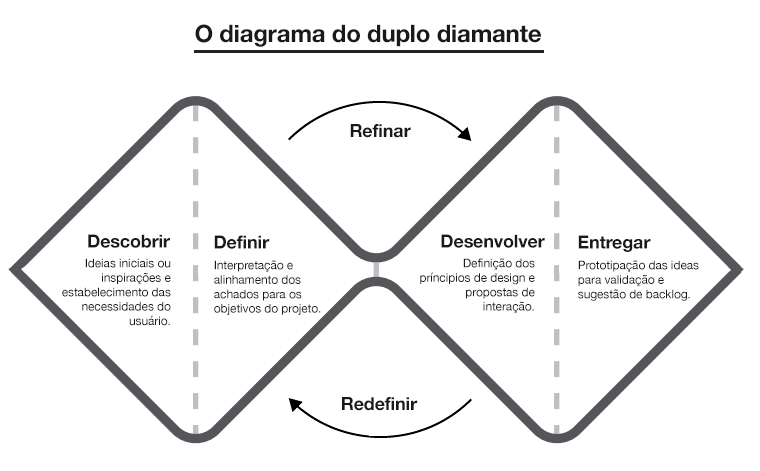 O diagrama do duplo diamante
Refinar
Descobrir
Ideias iniciais ou
inspirações e
estabelecimento das
necessidades do
usuário.
Definir
Interpretação e
alinhamento dos
achados para os
objetivos do projeto.
Desenvolver
Definição dos
príncipios de design e
propostas de
interação.
Entregar
Prototipação das ideas
para validação e
sugestão de backlog.
Redefinir